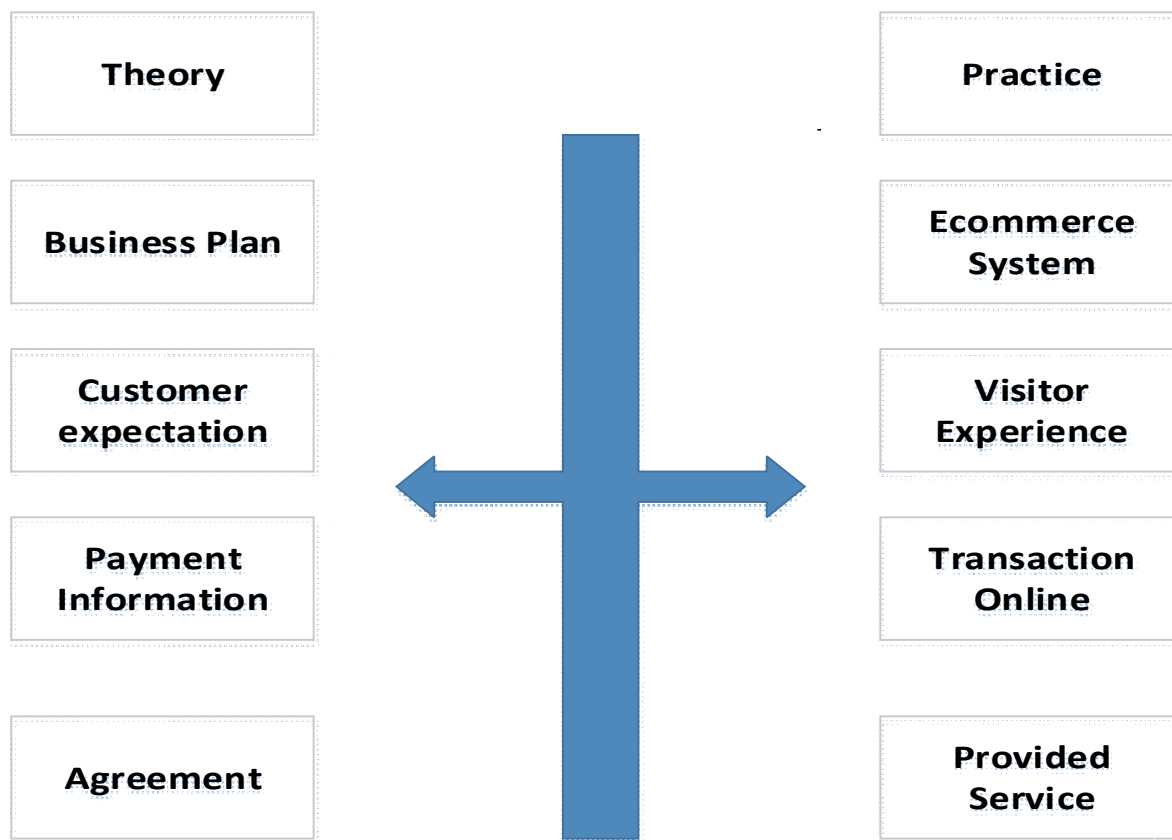 Theory
Practice
Business Plan
Ecommerce
System
Customer
expectation
Visitor
Experience
Payment
Information
Transaction
Online
Agreement
Provided
Service